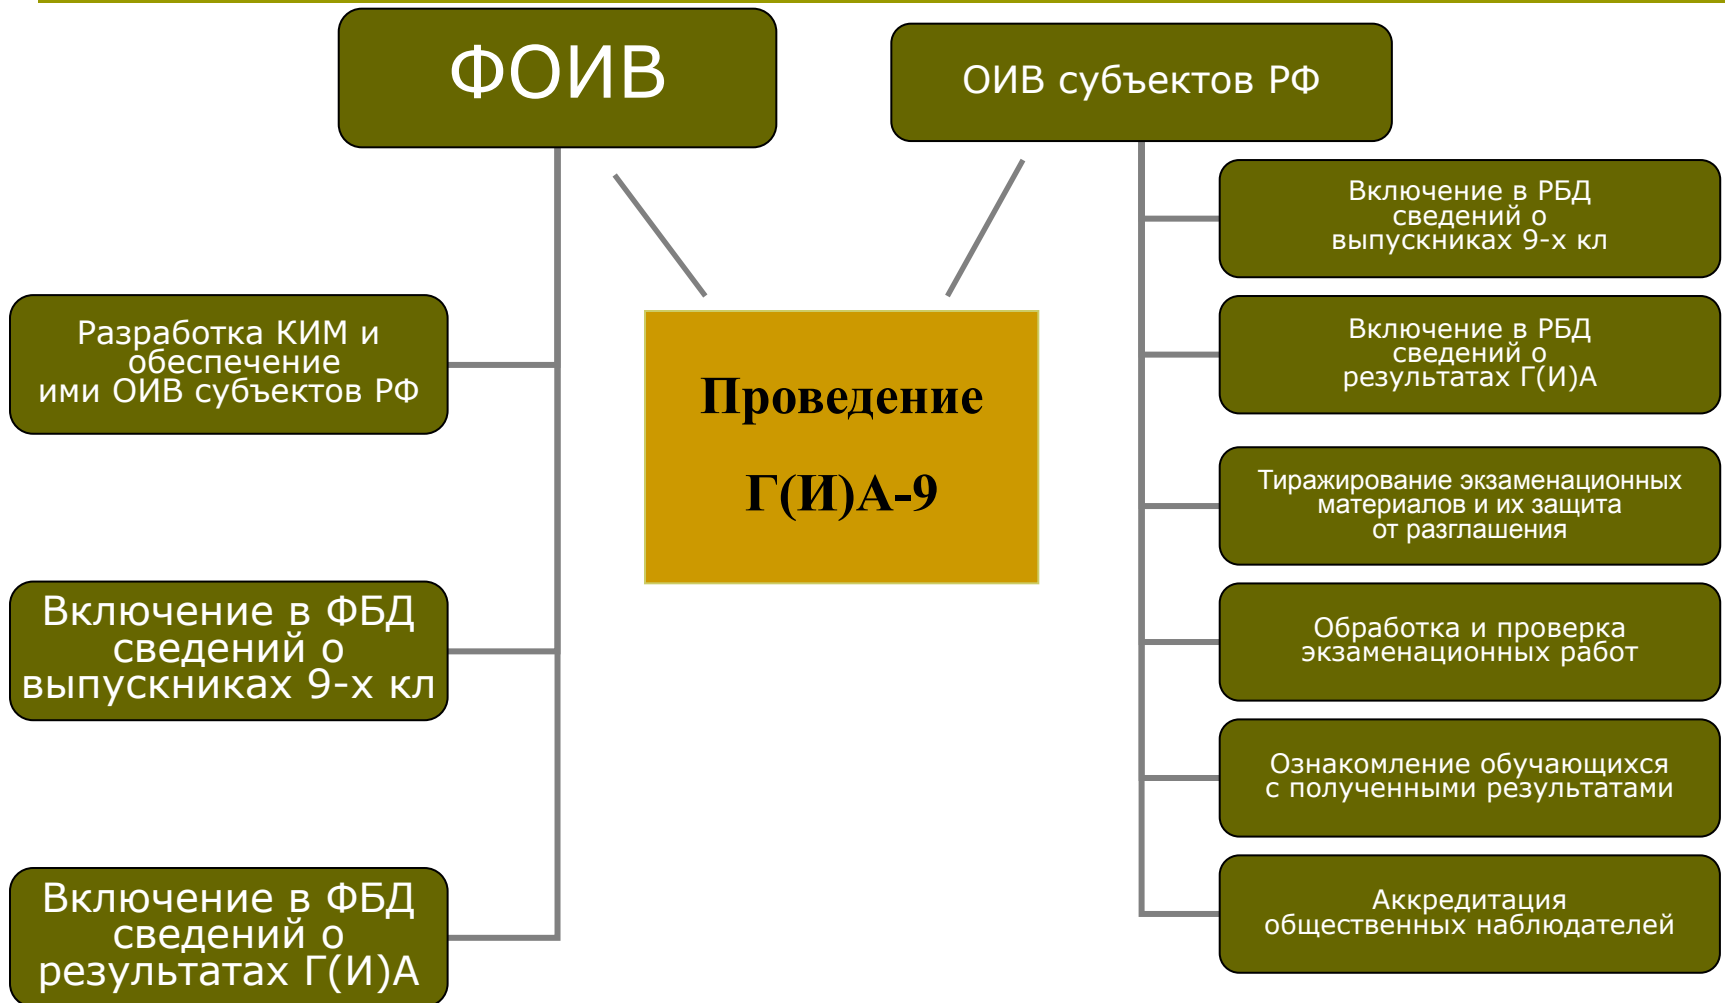 ФОИВ
ОИВ субъектов РФ
Разработка КИМ и
обеспечение
ими ОИВ субъектов РФ
Включение в ФБД
сведений о
выпускниках 9-х кл
Включение в ФБД
сведений о
результатах Г(И)А
Проведение
Г(И)А-9
Включение в РБД
сведений о
выпускниках 9-х кл
Включение в РБД
сведений о
результатах Г(И)А
Тиражирование экзаменационных
материалов и их защита
от разглашения
Обработка и проверка
экзаменационных работ
Ознакомление обучающихся
с полученными результатами
Аккредитация
общественных наблюдателей